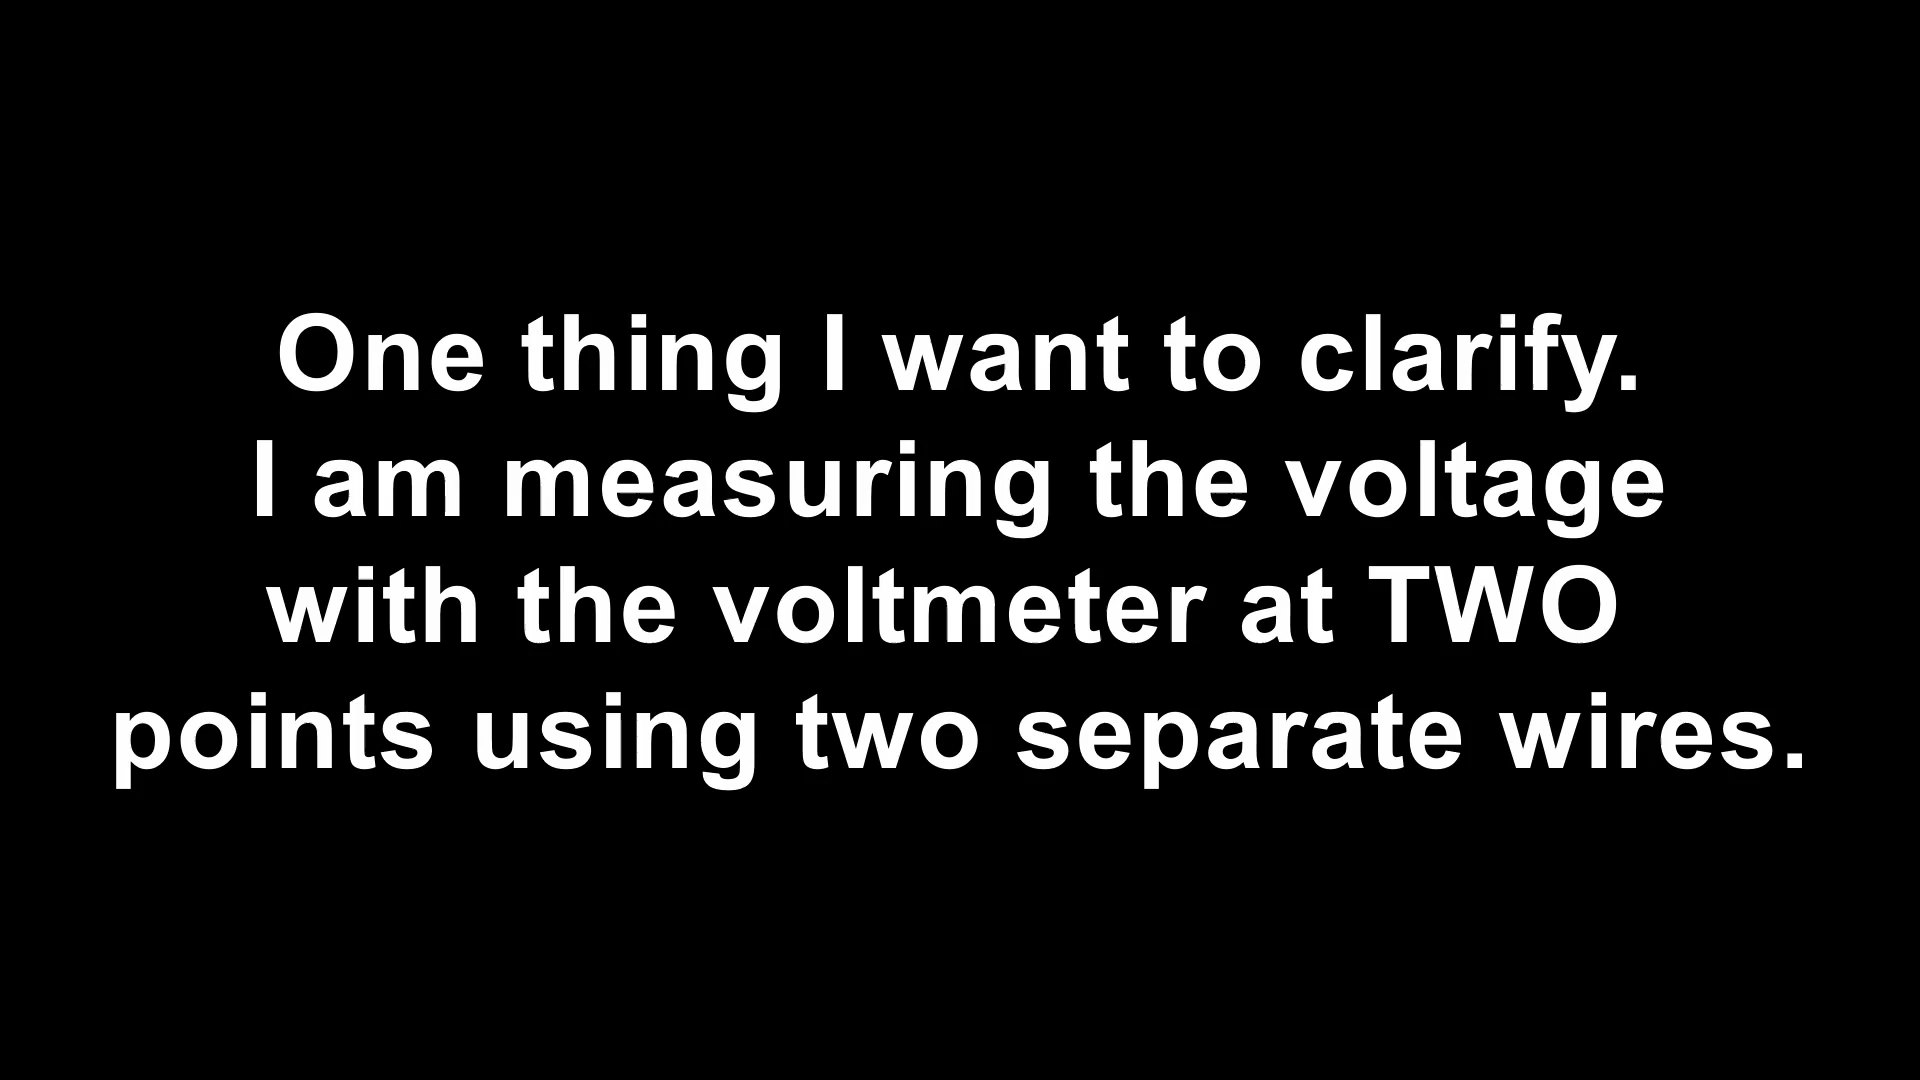 One thing I want to clarify.
I am measuring the voltage
with the voltmeter at TWO
points using two separate wires.